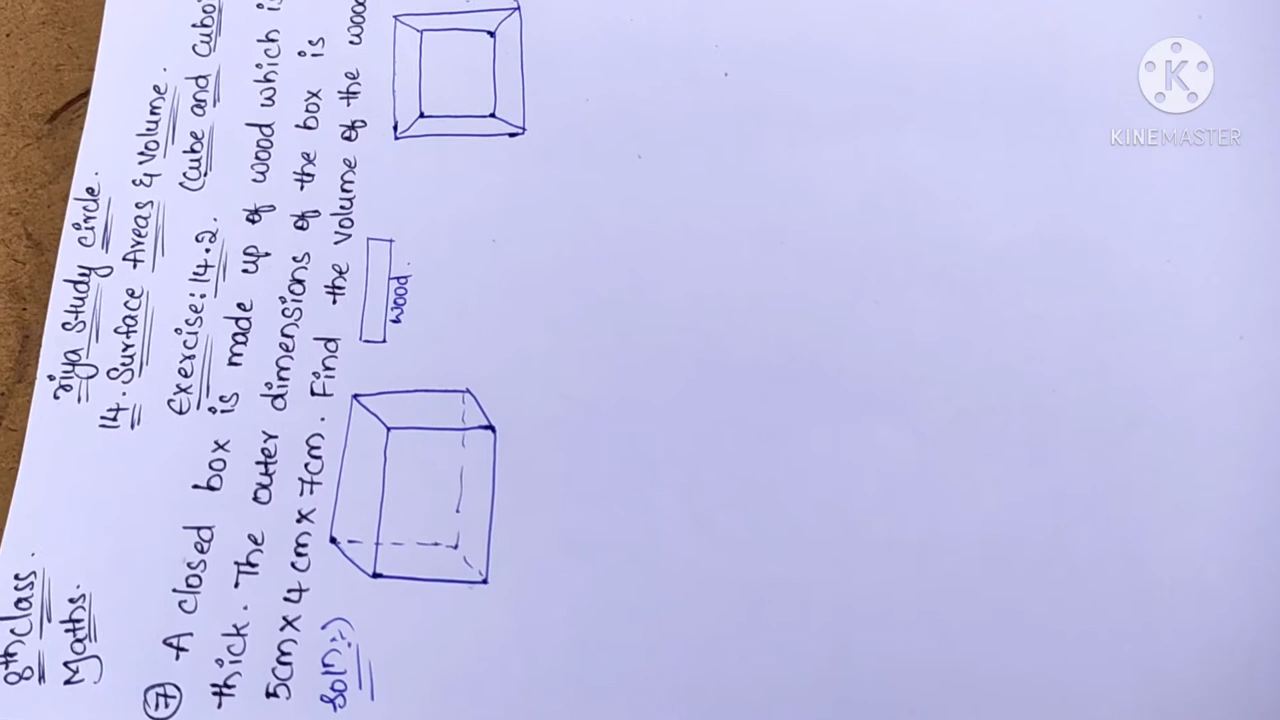 8th class.
Maths.
riya study circle.
14. Surface Areas & Volume.
Exercise: 14.2. (Cube and Cubo
7 A closed box is made up of wood which is
thick. The outer dimensions of the box is
5cm x 4cm x 7cm. Find the volume of the wood
Soln:-)
wood.
K
KINEMASTER